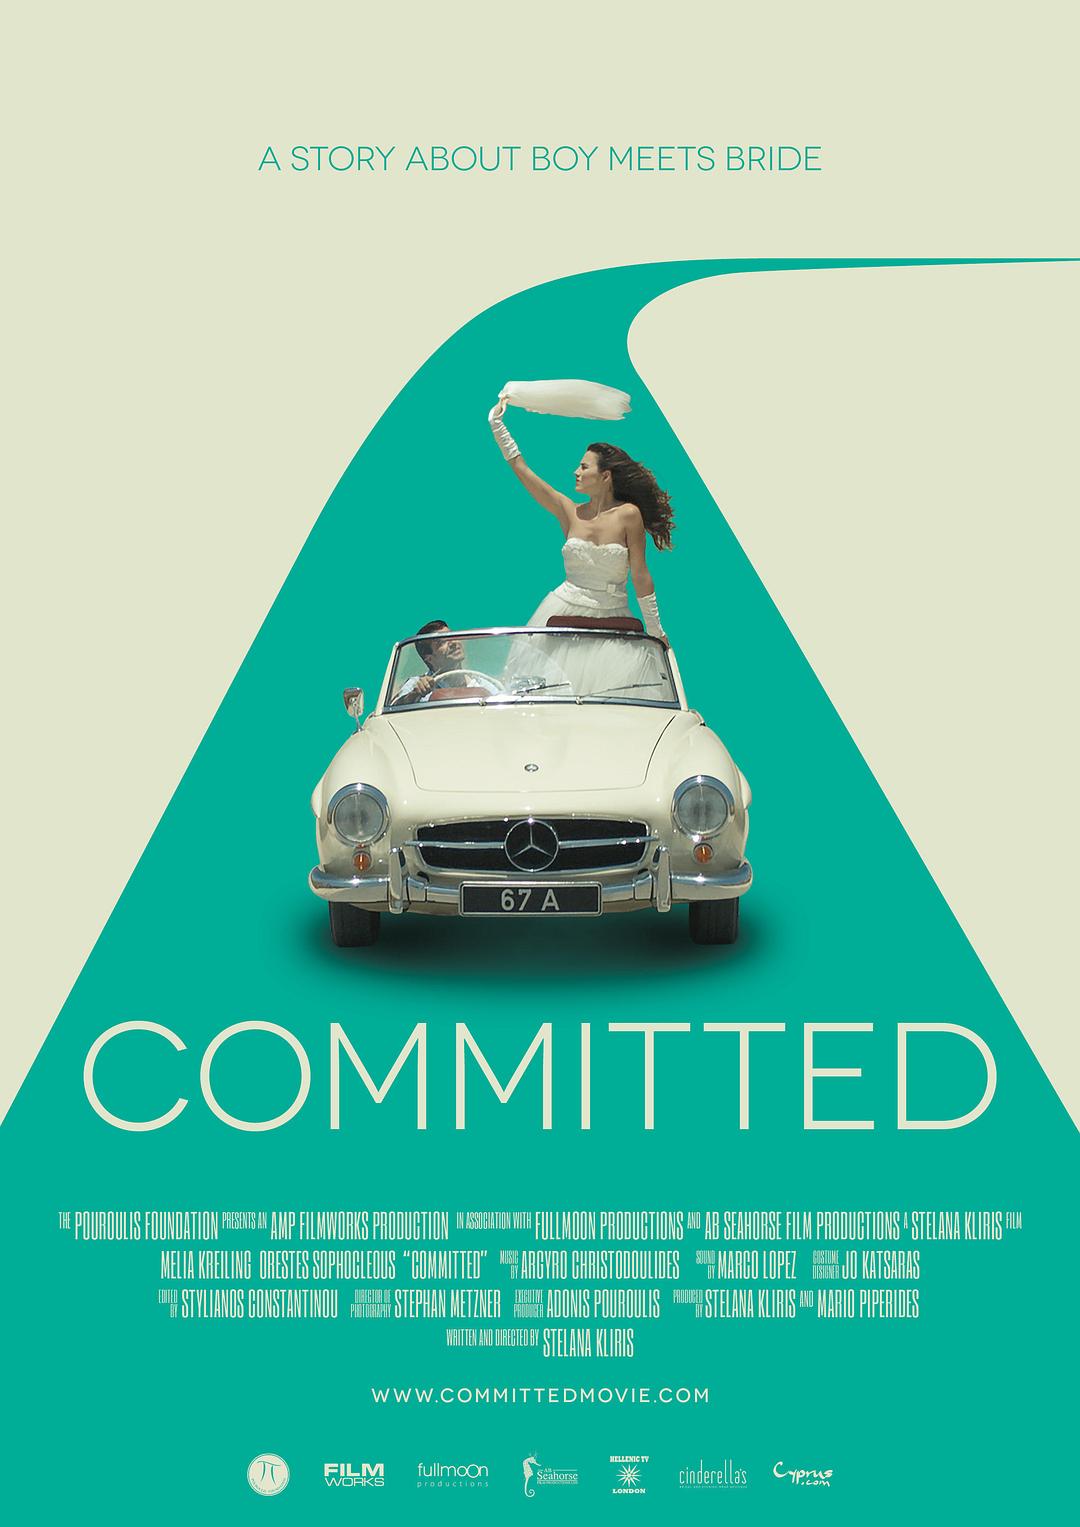 A STORY ABOUT BOY MEETS BRIDE
67 A
COMMITTED
THE POUROULIS FOUNDATION PRESENTS AN AMP FILMWORKS PRODUCTION IN ASSOCIATION WITH FULLMOON PRODUCTIONS AND AB SEAHORSE FILM PRODUCTIONS A STELANA KLIRIS FILM
MELIA KREILING ORESTES SOPHOCLEOUS “COMMITTED” MUSIC BY ARGYRO CHRISTODOULIDES SOUND BY MARCO LOPEZ COSTUME DESIGNER JO KATSARAS
EDITED BY STYLIANOS CONSTANTINOU DIRECTOR OF PHOTOGRAPHY STEPHAN METZNER EXECUTIVE PRODUCER ADONIS POUROULIS PRODUCED BY STELANA KLIRIS AND MARIO PIPERIDES
WRITTEN AND DIRECTED BY STELANA KLIRIS
WWW.COMMITTEDMOVIE.COM
FILM WORKS
fullmoon productions
AB Seahorse
HELLENIC TV LONDON
cinderella's
Cyprus.com